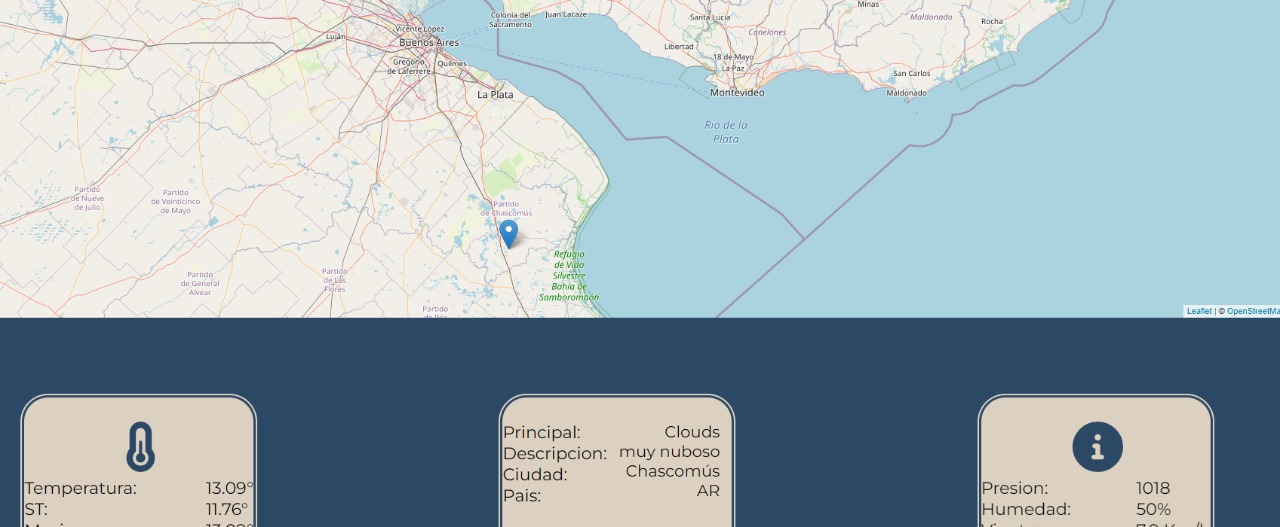 Colonia del
Sacramento
Juan Lacaze
Santa Lucía
Minas
Maldonado
Rocha
Vicente López
Luján
Buenos Aires
Canelones
Libertad
18 de Mayo
La Paz
Gregorio
de Laferrere
Quilmes
San Carlos
La Plata
Montevideo
Maldonado
Río de la
Plata
Partido
de Nueve
de Julio
Partido
de Veinticinco
de Mayo
Partido
de Chascomús
Refugio
de Vida
Silvestre
Bahía de
Samborombón
Partido
de General
Alvear
Partido
de Las
Flores
Partido
Leaflet | © OpenStreetMa
Temperatura: 13.09°
ST: 11.76°
Principal: Clouds
Descripcion: muy nuboso
Ciudad: Chascomús
Pais: AR
Presion: 1018
Humedad: 50%